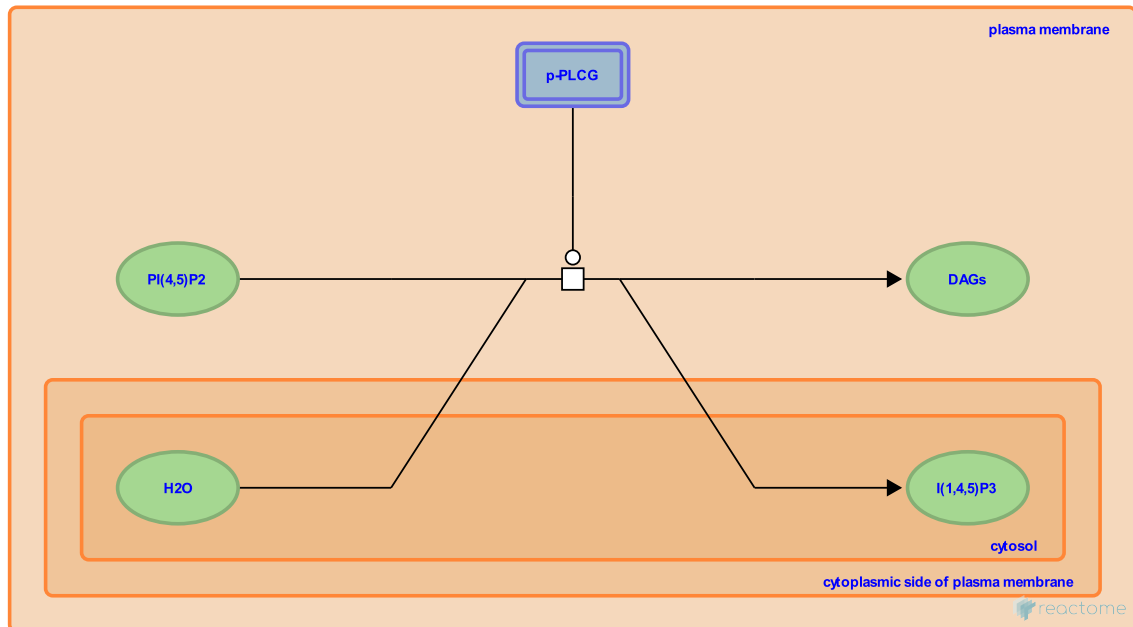 plasma membrane
p-PLCG
PI(4,5)P2
DAGs
H2O
I(1,4,5)P3
cytosol
cytoplasmic side of plasma membrane
reactome